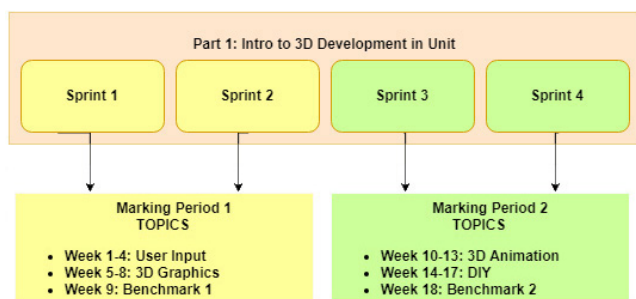 Part 1: Intro to 3D Development in Unit
Sprint 1
Sprint 2
Sprint 3
Sprint 4
Marking Period 1
TOPICS
• Week 1-4: User Input
• Week 5-8: 3D Graphics
• Week 9: Benchmark 1
Marking Period 2
TOPICS
• Week 10-13: 3D Animation
• Week 14-17: DIY
• Week 18: Benchmark 2